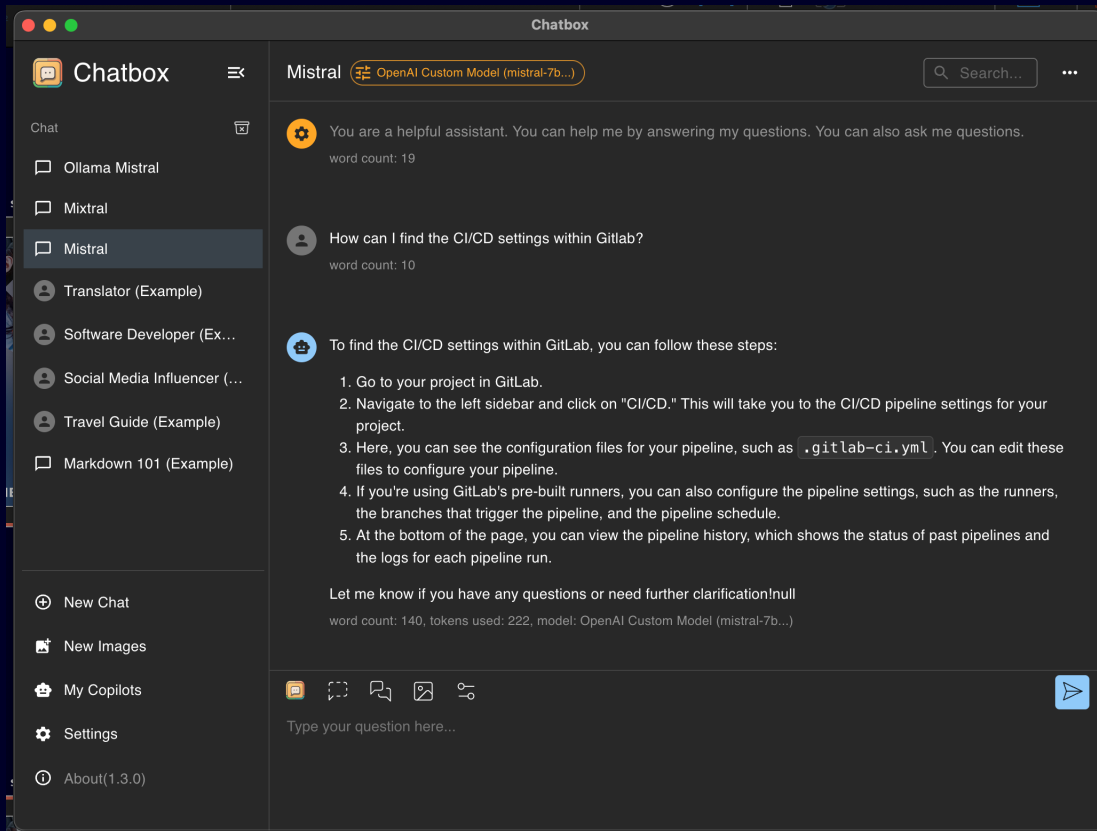 Chatbox
Chatbox
Chat
Ollama Mistral
Mixtral
Mistral
Translator (Example)
Software Developer (Ex...
Social Media Influencer (...
Travel Guide (Example)
Markdown 101 (Example)
New Chat
New Images
My Copilots
Settings
About(1.3.0)
Mistral OpenAI Custom Model (mistral-7b...) Search...
You are a helpful assistant. You can help me by answering my questions. You can also ask me questions.
word count: 19
How can I find the CI/CD settings within Gitlab?
word count: 10
To find the CI/CD settings within GitLab, you can follow these steps:
1. Go to your project in GitLab.
2. Navigate to the left sidebar and click on "CI/CD." This will take you to the CI/CD pipeline settings for your
project.
3. Here, you can see the configuration files for your pipeline, such as .gitlab-ci.yml. You can edit these
files to configure your pipeline.
4. If you're using GitLab's pre-built runners, you can also configure the pipeline settings, such as the runners,
the branches that trigger the pipeline, and the pipeline schedule.
5. At the bottom of the page, you can view the pipeline history, which shows the status of past pipelines and
the logs for each pipeline run.
Let me know if you have any questions or need further clarification!null
word count: 140, tokens used: 222, model: OpenAI Custom Model (mistral-7b...)
Type your question here...